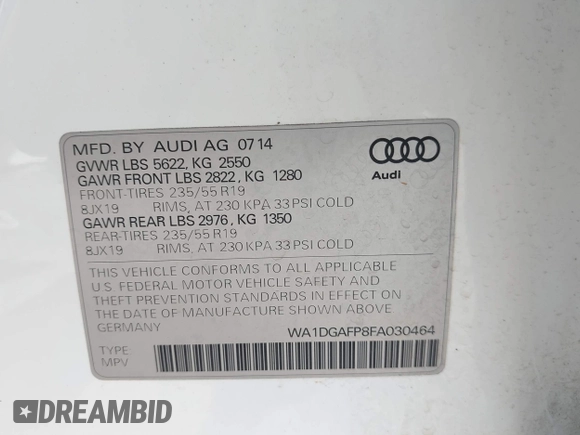 MFD. BY AUDI AG 07 14
GVWR LBS 5622, KG 2550
GAWR FRONT LBS 2822, KG 1280
FRONT-TIRES 235/55 R19
8JX19 RIMS, AT 230 KPA 33 PSI COLD
GAWR REAR LBS 2976, KG 1350
REAR-TIRES 235/55 R19
8JX19 RIMS, AT 230 KPA 33 PSI COLD
Audi
THIS VEHICLE CONFORMS TO ALL APPLICABLE
U.S. FEDERAL MOTOR VEHICLE SAFETY AND
THEFT PREVENTION STANDARDS IN EFFECT ON
THE DATE OF MANUFACTURE SHOWN ABOVE
GERMANY
WA1DGAFP8FA030464
TYPE:
MPV
DREAMBID